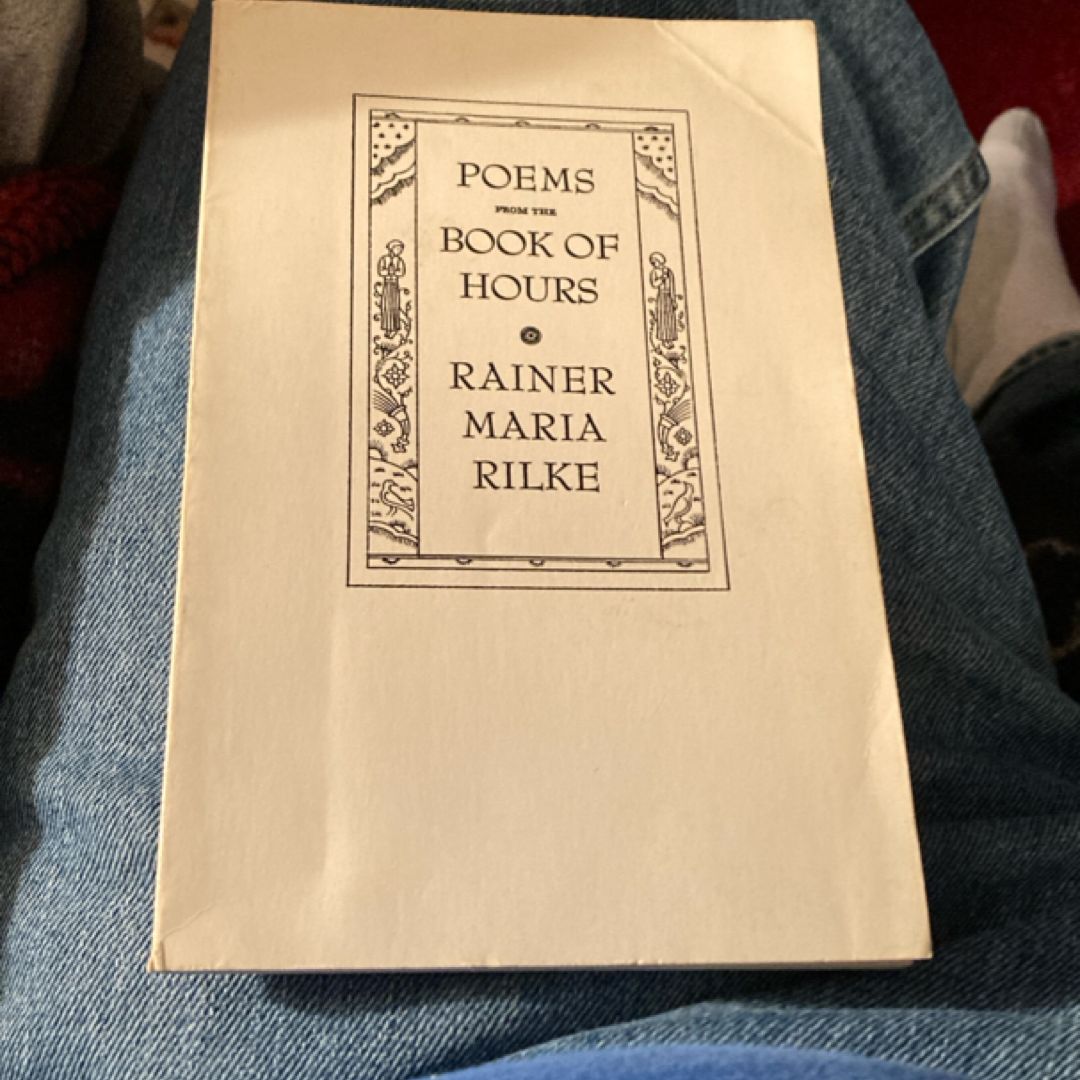 POEMS
FROM THE
BOOK OF
HOURS
RAINER
MARIA
RILKE